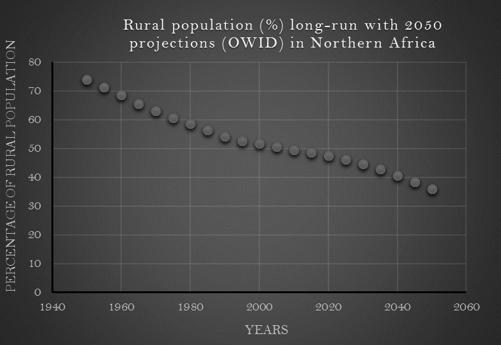 Rural population (%) long-run with 2050
projections (OWID) in Northern Africa
PERCENTAGE OF RURAL POPULATION
80
70
60
50
40
30
20
10
0
1940 1960 1980 2000 2020 2040 2060
YEARS